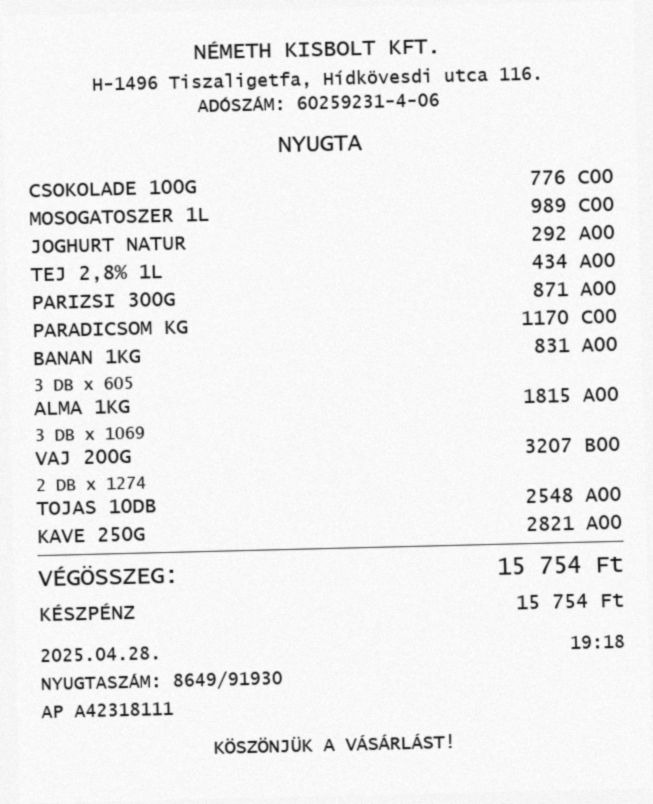 NÉMETH KISBOLT KFT.
H-1496 Tiszaligetfa, Hídkövesdi utca 116.
ADÓSZÁM: 60259231-4-06
NYUGTA
CSOKOLADE 100G 776 C00
MOSOGATOSZER 1L 989 C00
JOGHURT NATUR 292 A00
TEJ 2,8% 1L 434 A00
PARIZSI 300G 871 A00
PARADICSOM KG 1170 C00
BANAN 1KG 831 A00
3 DB x 605
ALMA 1KG 1815 A00
3 DB x 1069
VAJ 200G 3207 B00
2 DB x 1274
TOJAS 10DB 2548 A00
KAVE 250G 2821 A00
VÉGÖSSZEG: 15 754 Ft
KÉSZPÉNZ 15 754 Ft
2025.04.28. 19:18
NYUGTASZÁM: 8649/91930
AP A42318111
KÖSZÖNJÜK A VÁSÁRLÁST!